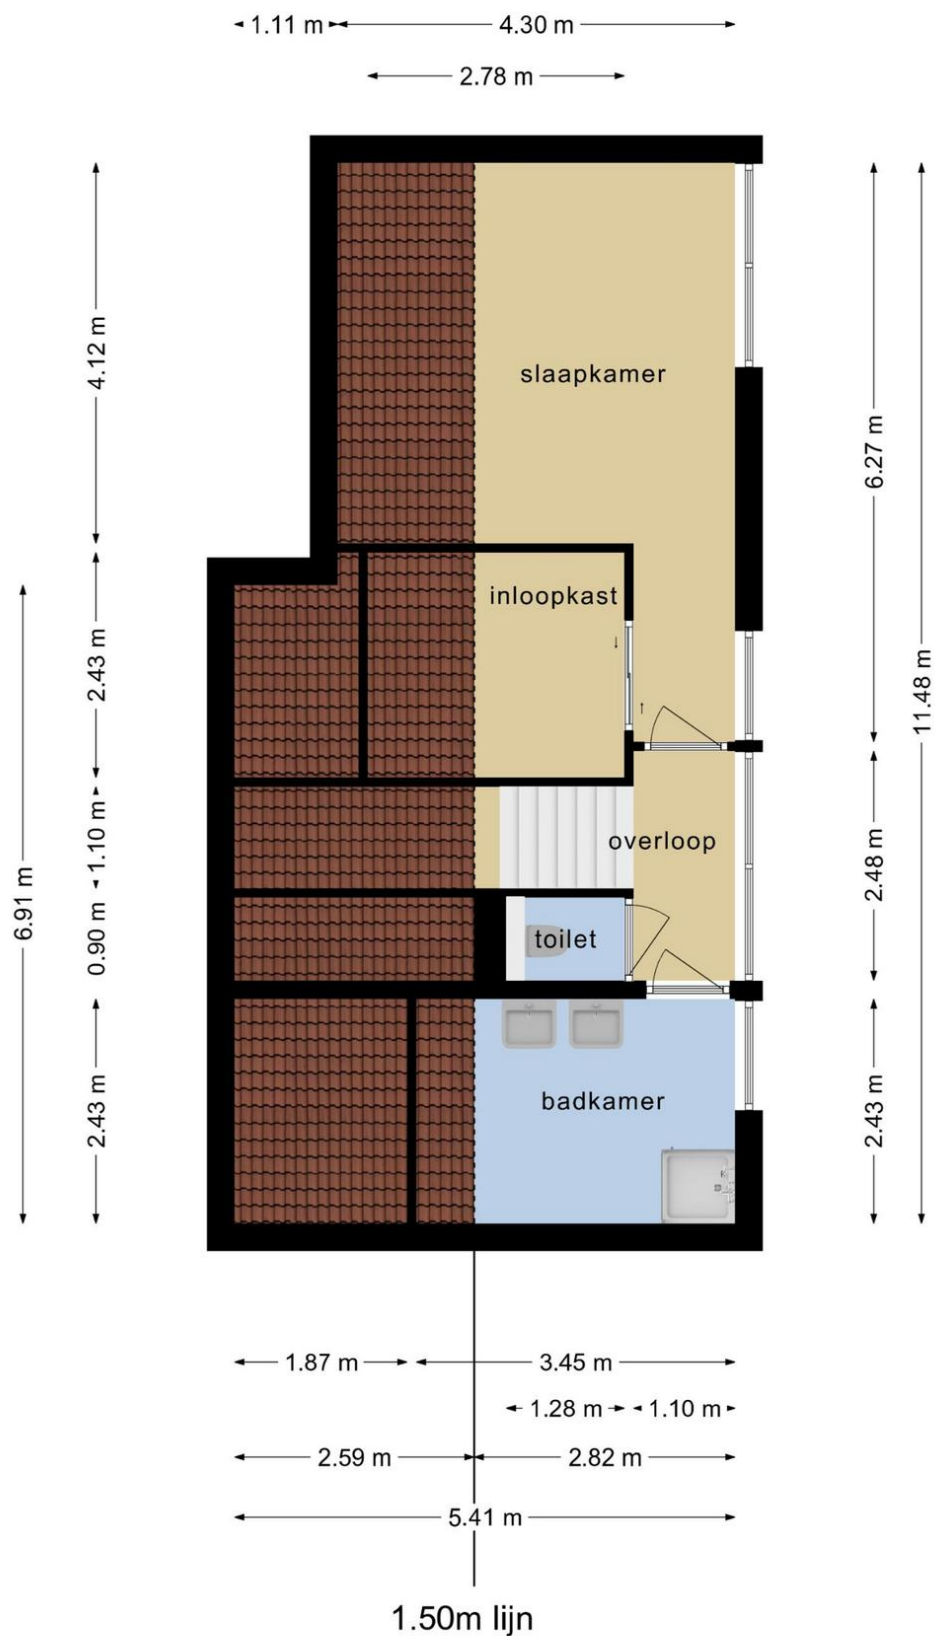 1.11 m 4.30 m
2.78 m
4.12 m
slaapkamer
6.27 m
inloopkast
2.43 m
11.48 m
1.10 m
overloop
2.48 m
6.91 m
0.90 m
toilet
2.43 m
badkamer
2.43 m
1.87 m 3.45 m
1.28 m 1.10 m
2.59 m 2.82 m
5.41 m
1.50m lijn